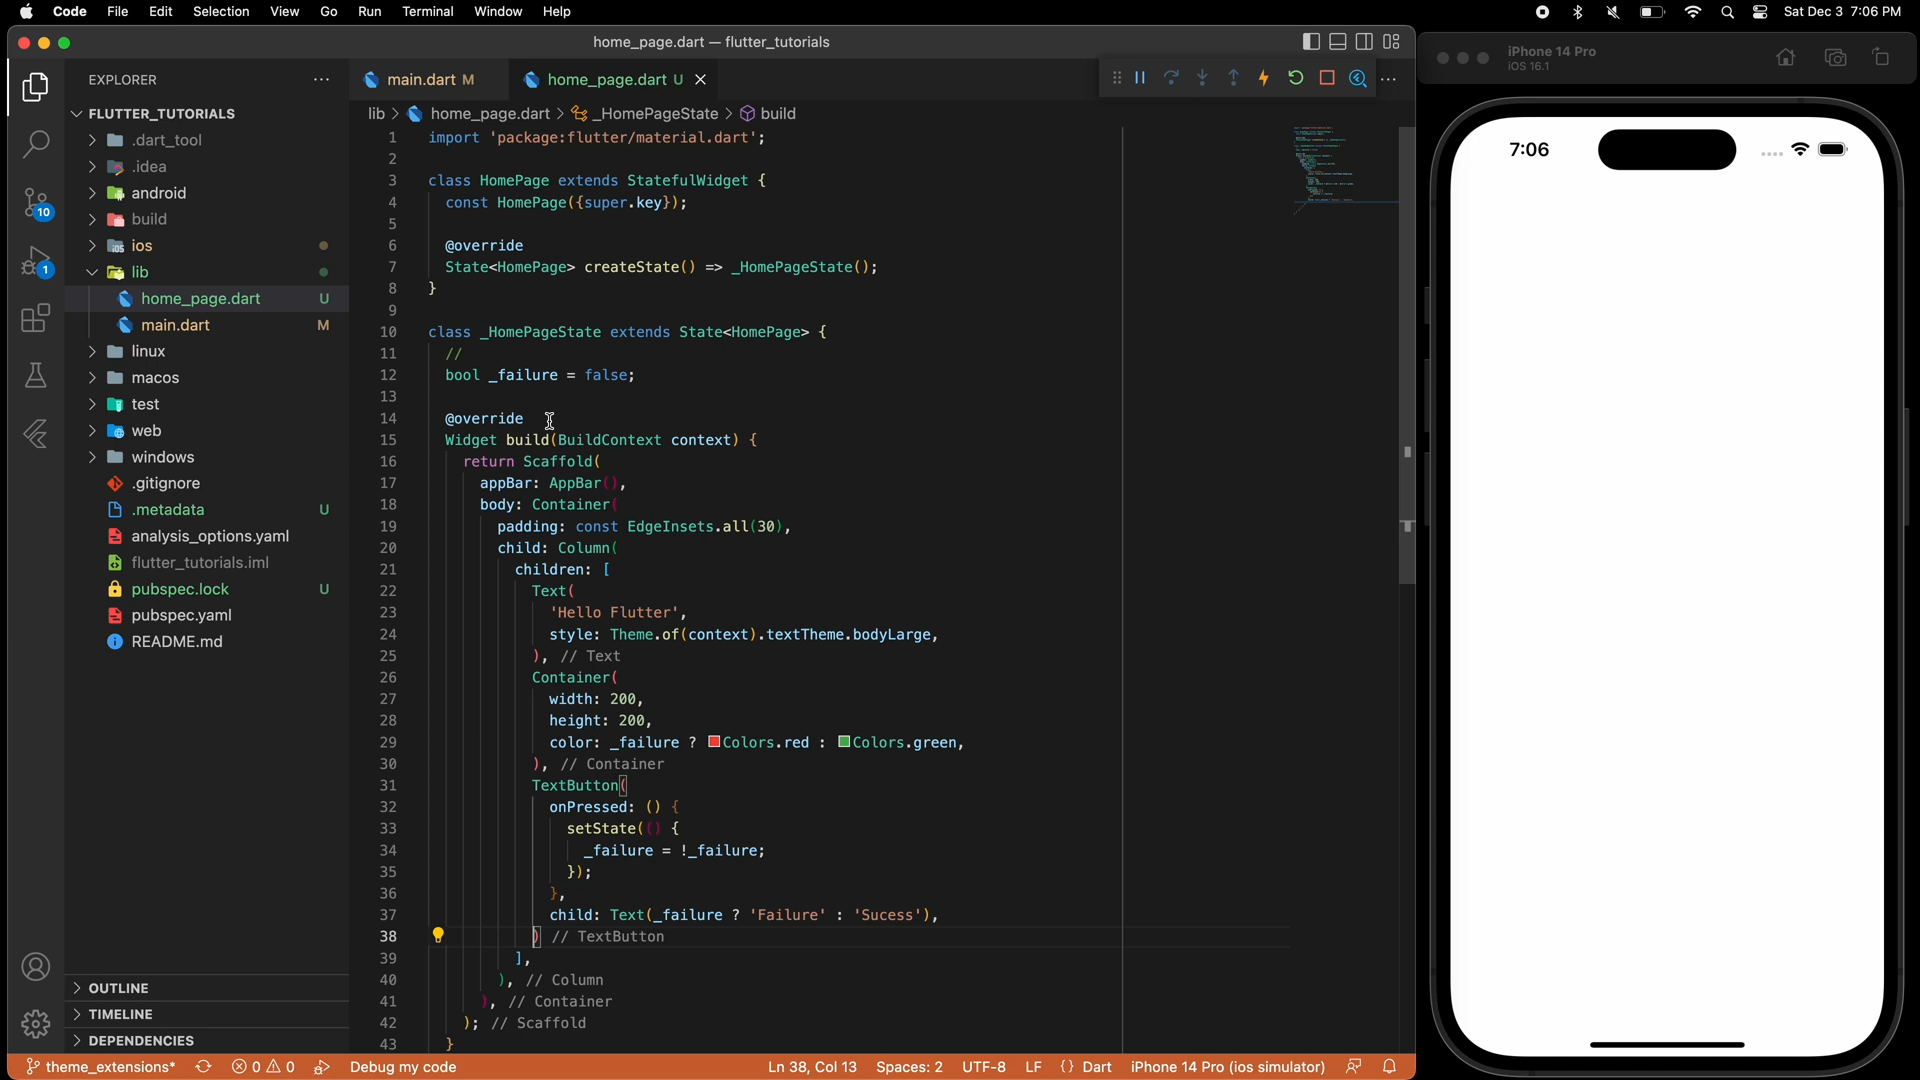 Code File Edit Selection View Go Run Terminal Window Help
Sat Dec 3 7:06 PM
home_page.dart — flutter_tutorials
EXPLORER
FLUTTER_TUTORIALS
.dart_tool
.idea
android
build
ios
lib
home_page.dart U
main.dart M
linux
macos
test
web
windows
.gitignore
.metadata U
analysis_options.yaml
flutter_tutorials.iml
pubspec.lock U
pubspec.yaml
README.md
OUTLINE
TIMELINE
DEPENDENCIES
10
1
main.dart M home_page.dart U
lib > home_page.dart > _HomePageState > build
1 import 'package:flutter/material.dart';
2
3 class HomePage extends StatefulWidget {
4 const HomePage({super.key});
5
6 @override
7 State<HomePage> createState() => _HomePageState();
8 }
9
10 class _HomePageState extends State<HomePage> {
11 //
12 bool _failure = false;
13
14 @override
15 Widget build(BuildContext context) {
16 return Scaffold(
17 appBar: AppBar(),
18 body: Container(
19 padding: const EdgeInsets.all(30),
20 child: Column(
21 children: [
22 Text(
23 'Hello Flutter',
24 style: Theme.of(context).textTheme.bodyLarge,
25 ), // Text
26 Container(
27 width: 200,
28 height: 200,
29 color: _failure ? Colors.red : Colors.green,
30 ), // Container
31 TextButton(
32 onPressed: () {
33 setState(() {
34 _failure = !_failure;
35 });
36 },
37 child: Text(_failure ? 'Failure' : 'Sucess'),
38 ) // TextButton
39 ],
40 ), // Column
41 ), // Container
42 ); // Scaffold
43 }
theme_extensions* 0 0 Debug my code Ln 38, Col 13 Spaces: 2 UTF-8 LF {} Dart iPhone 14 Pro (ios simulator)
iPhone 14 Pro
iOS 16.1
7:06